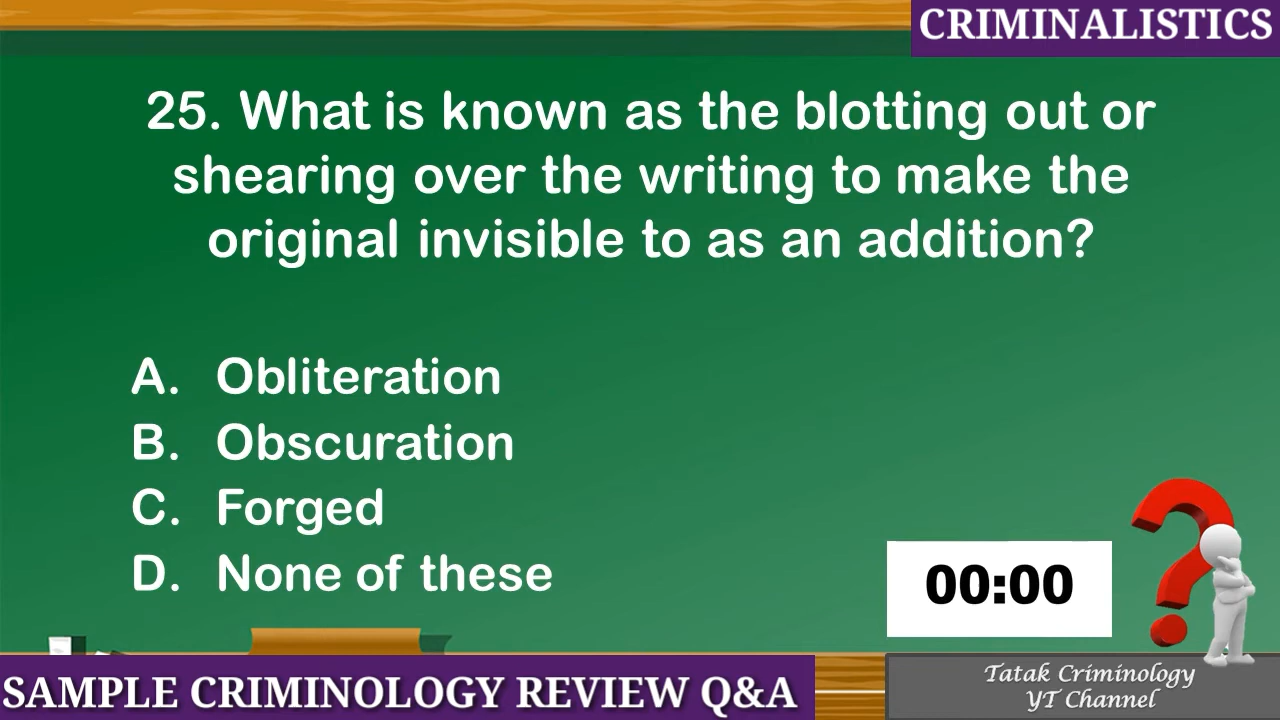 CRIMINALISTICS
25. What is known as the blotting out or
shearing over the writing to make the
original invisible to as an addition?
A. Obliteration
B. Obscuration
C. Forged
D. None of these
00:00
SAMPLE CRIMINOLOGY REVIEW Q&A
Tatak Criminology
YT Channel